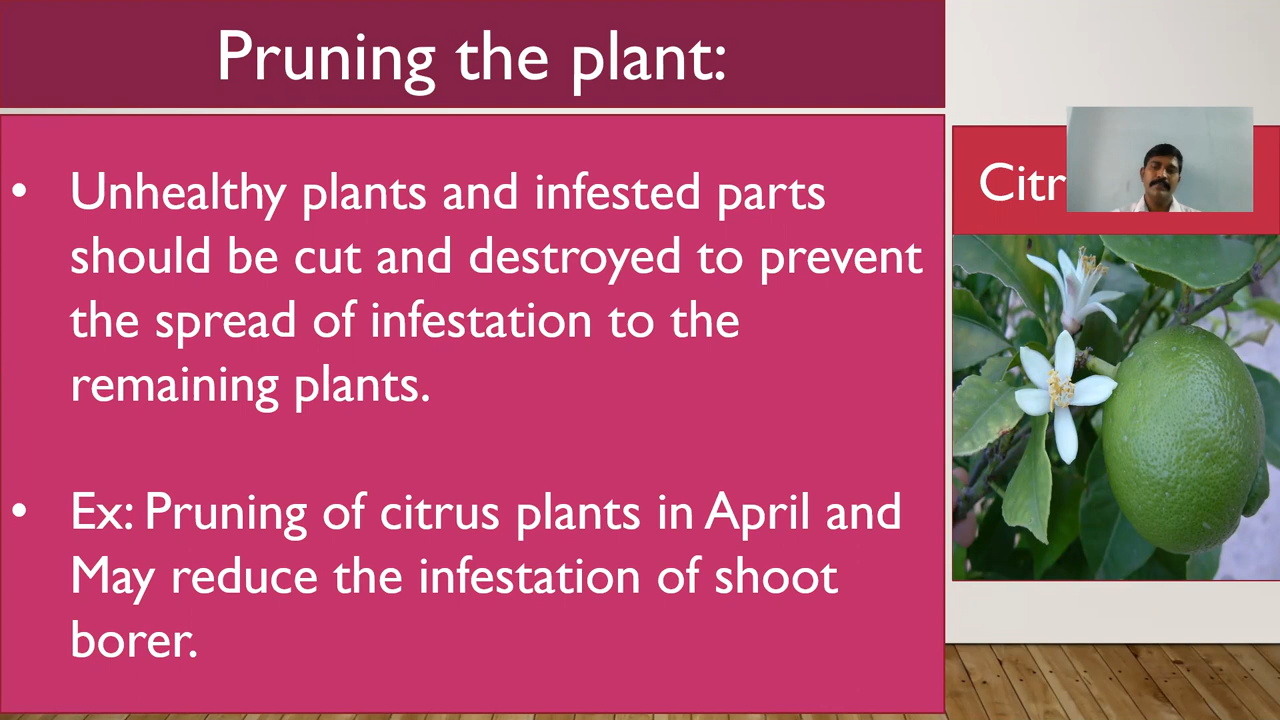 Pruning the plant:
• Unhealthy plants and infested parts
should be cut and destroyed to prevent
the spread of infestation to the
remaining plants.
• Ex: Pruning of citrus plants in April and
May reduce the infestation of shoot
borer.